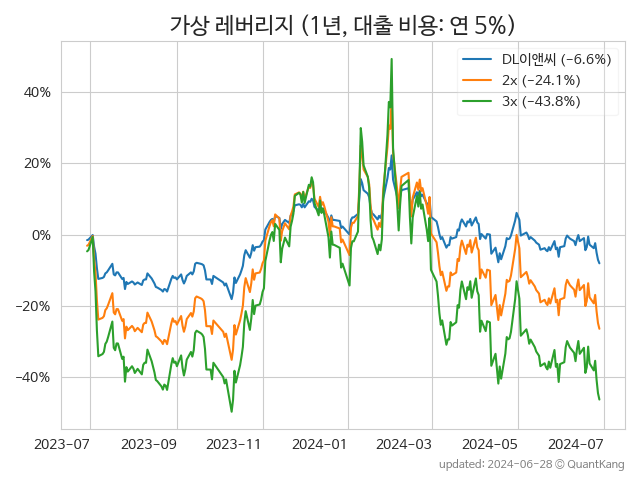 가상 레버리지 (1년, 대출 비용: 연 5%)
DL이앤씨 (−6.6%)
2x (−24.1%)
3x (−43.8%)
40%
20%
0%
−20%
−40%
2023-07 2023-09 2023-11 2024-01 2024-03 2024-05 2024-07
updated: 2024-06-28 © QuantKang